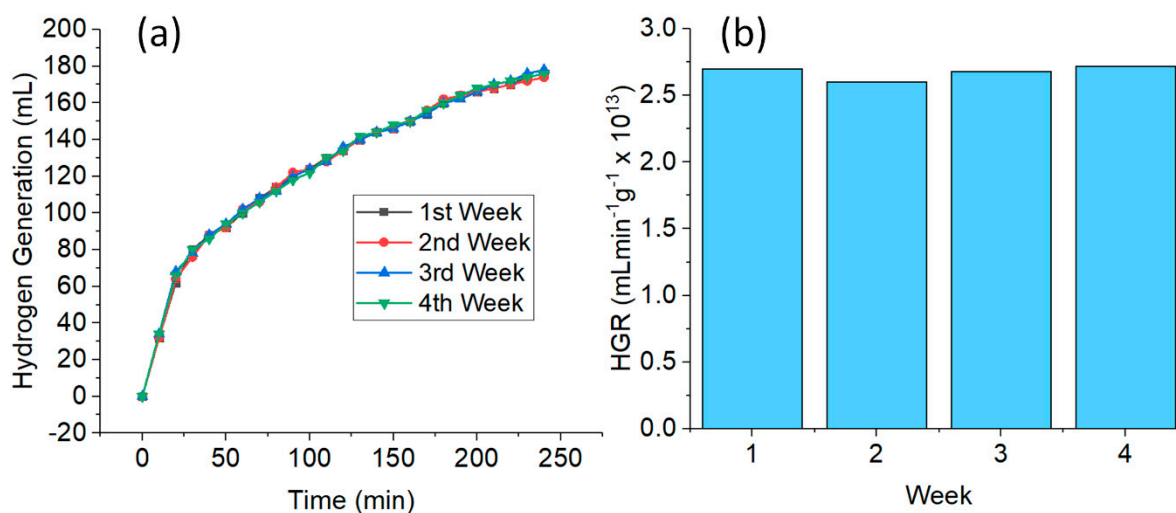 (a)
Hydrogen Generation (mL)
200
180
160
140
120
100
80
60
40
20
0
-20
0 50 100 150 200 250
Time (min)
1st Week
2nd Week
3rd Week
4th Week
(b)
HGR (mLmin⁻¹g⁻¹ x 10¹³)
3.0
2.5
2.0
1.5
1.0
0.5
0.0
1 2 3 4
Week